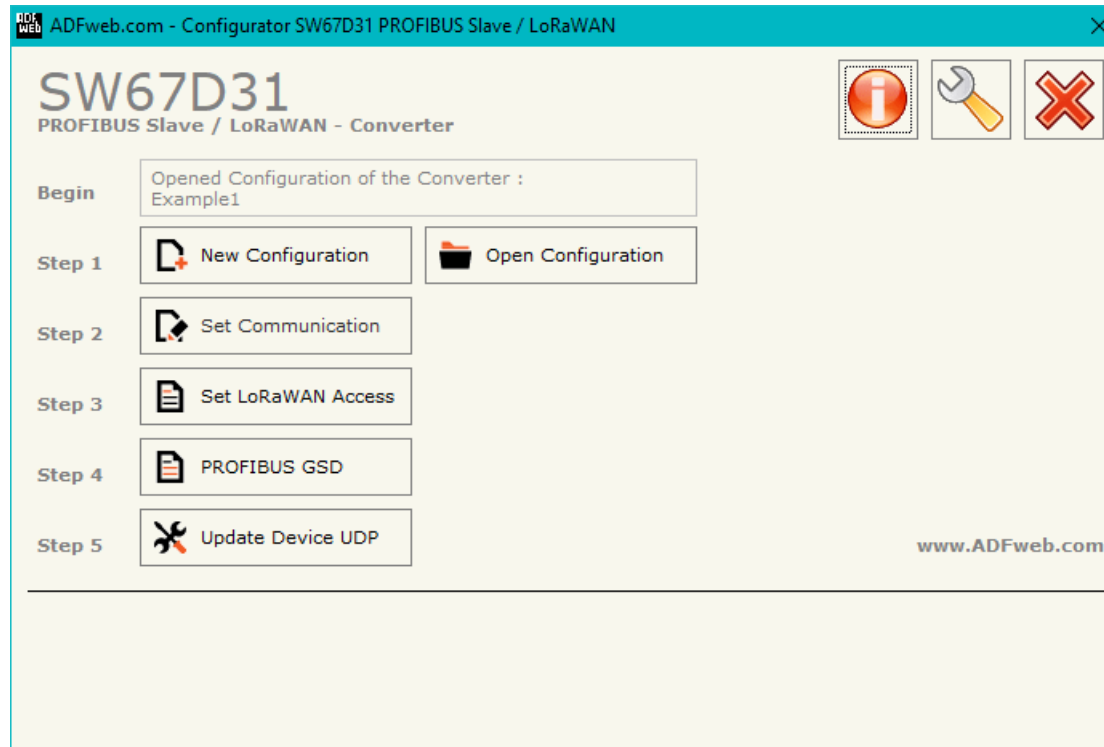 ADF
WEB
ADFweb.com - Configurator SW67D31 PROFIBUS Slave / LoRaWAN
SW67D31
PROFIBUS Slave / LoRaWAN - Converter
Begin
Opened Configuration of the Converter :
Example1
Step 1
New Configuration
Open Configuration
Step 2
Set Communication
Step 3
Set LoRaWAN Access
Step 4
PROFIBUS GSD
Step 5
Update Device UDP
www.ADFweb.com